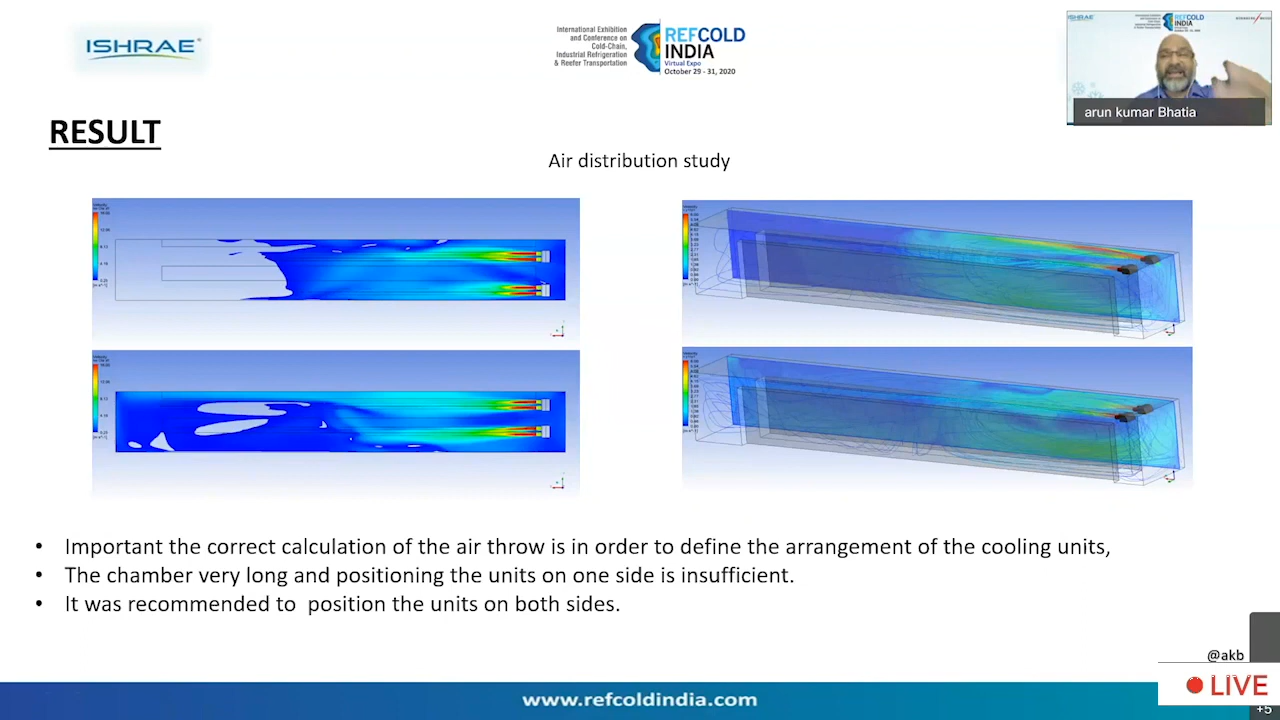 ISHRAE
International Exhibition
and Conference on
Cold-Chain,
Industrial Refrigeration
& Reefer Transportation
REFCOLD
INDIA
Virtual Expo
October 29 - 31, 2020
arun kumar Bhatia
RESULT
Air distribution study
• Important the correct calculation of the air throw is in order to define the arrangement of the cooling units,
• The chamber very long and positioning the units on one side is insufficient.
• It was recommended to position the units on both sides.
@akb
LIVE
www.refcoldindia.com
+5